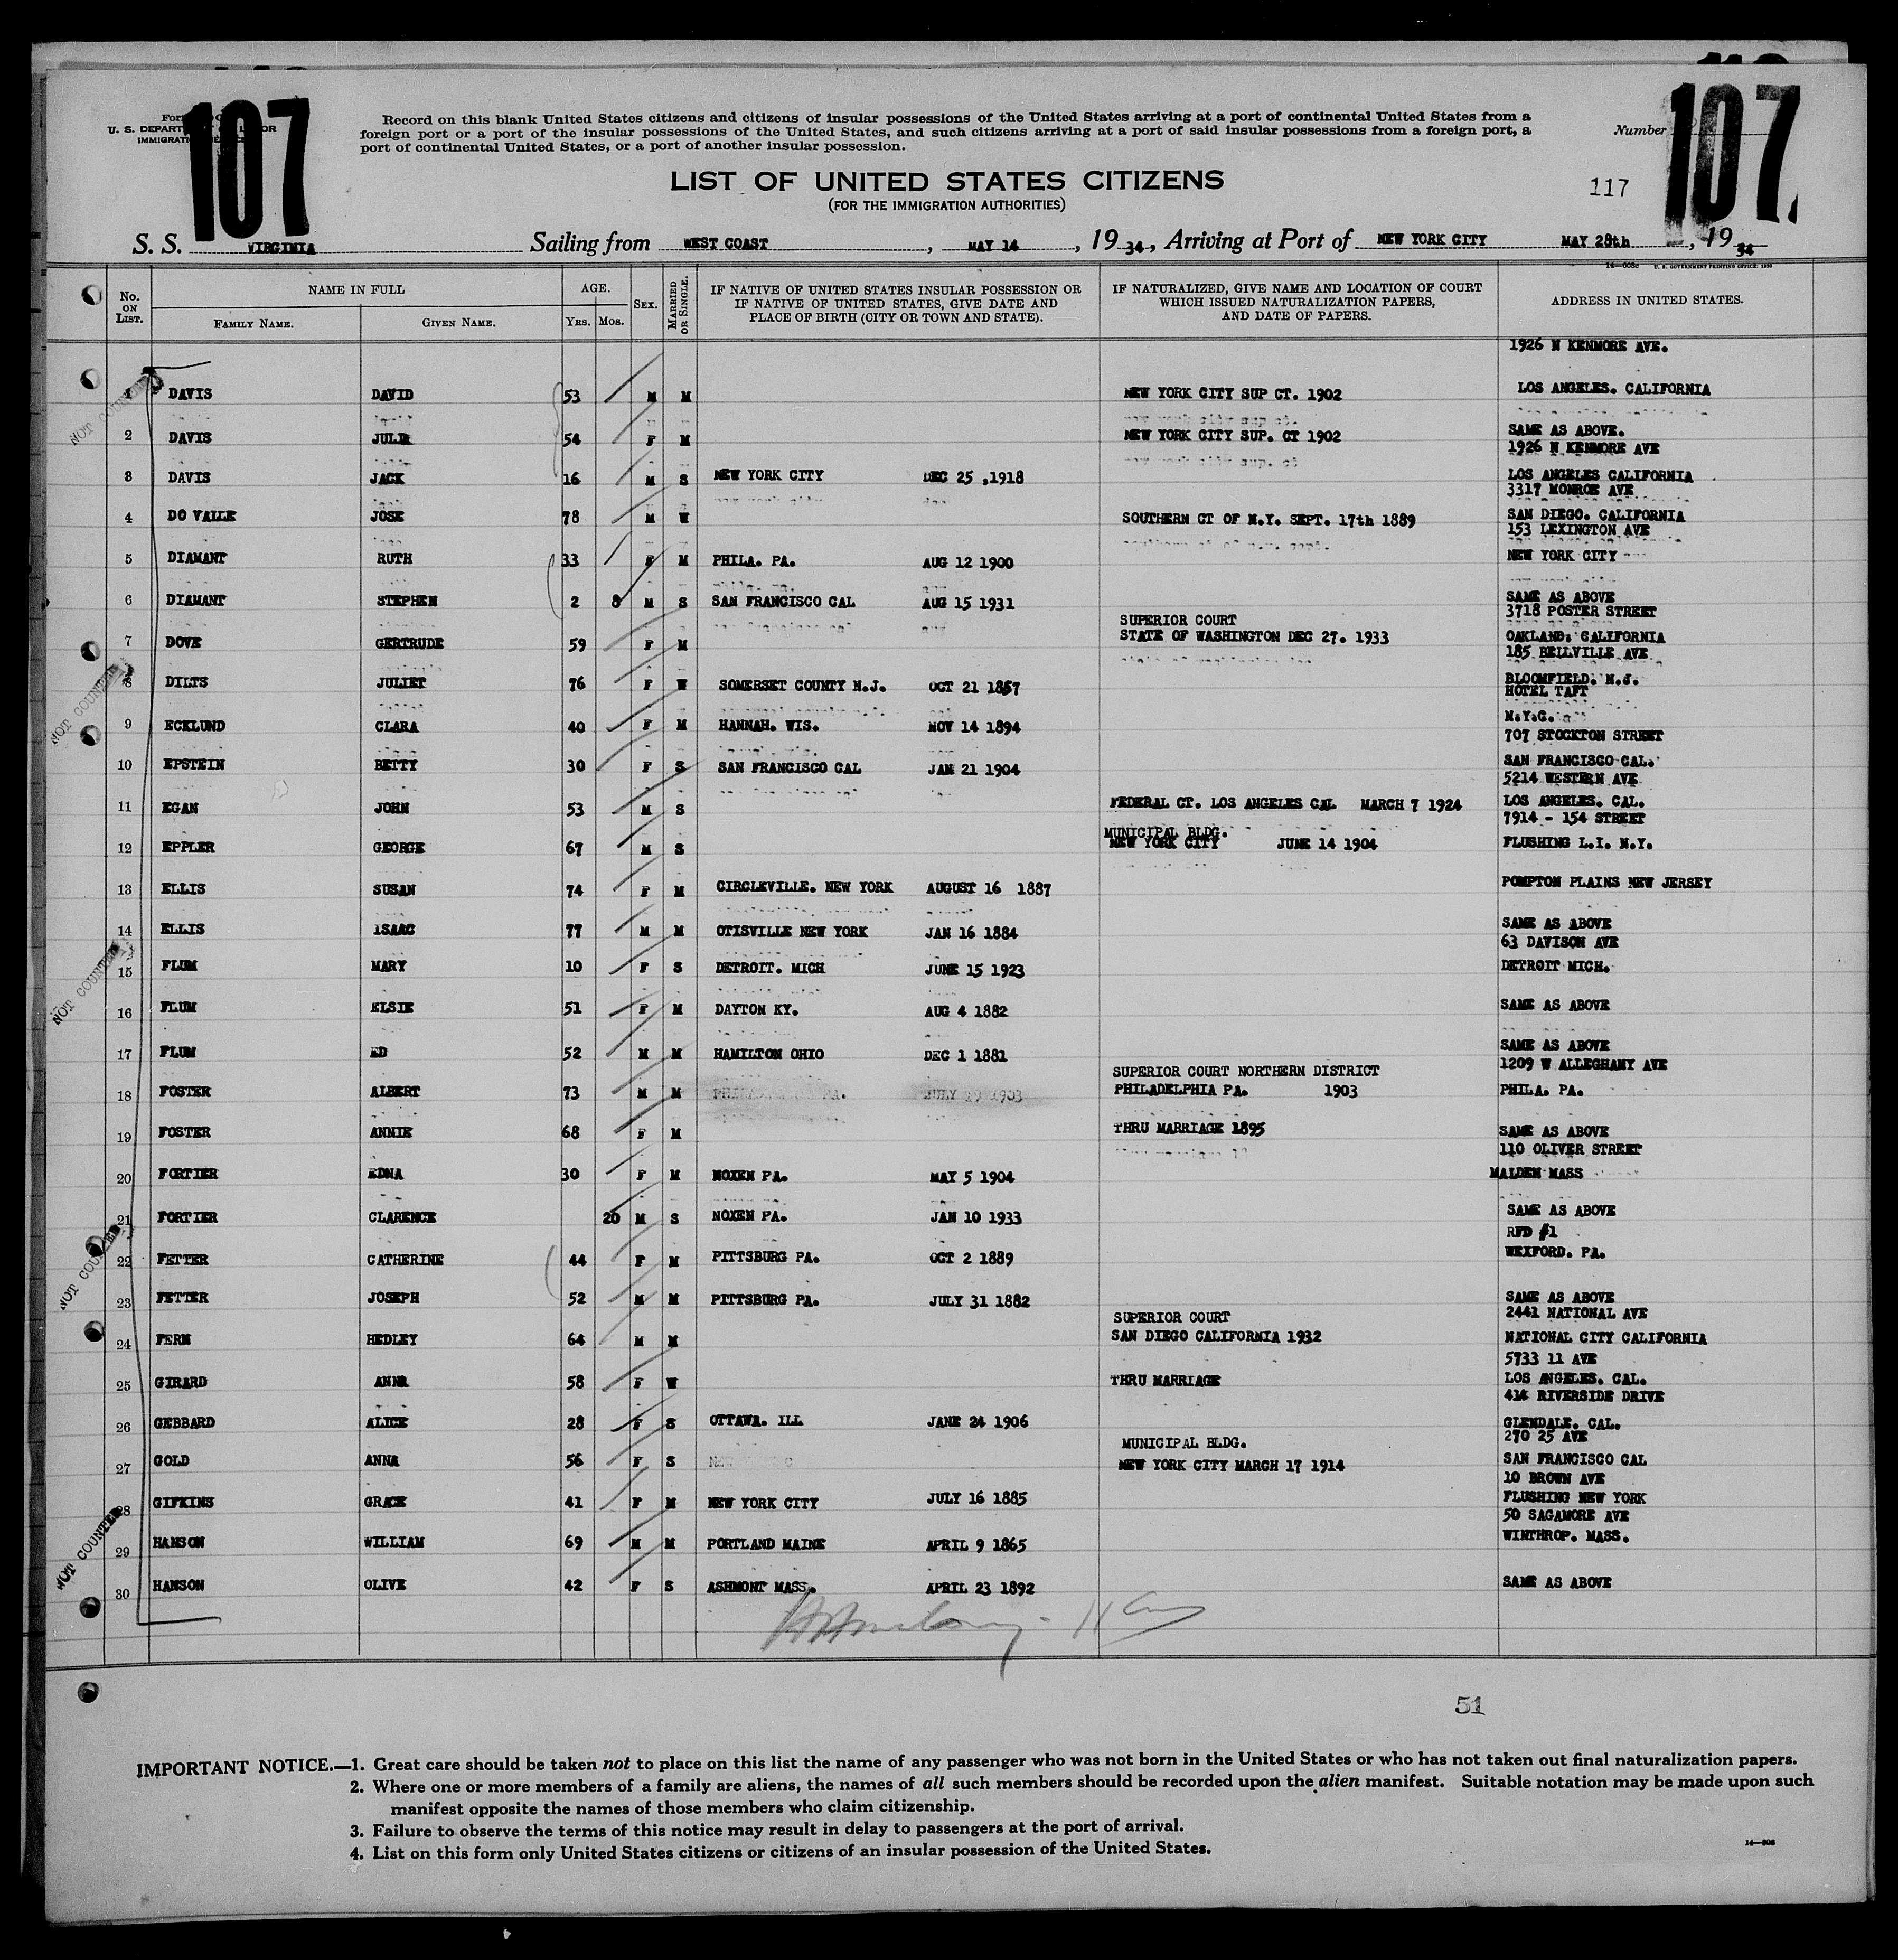 107
107
Record on this blank United States citizens and citizens of insular possessions of the United States arriving at a port of continental United States from a
foreign port or a port of the insular possessions of the United States, and such citizens arriving at a port of said insular possessions from a foreign port, a
port of continental United States, or a port of another insular possession.
Number
LIST OF UNITED STATES CITIZENS
(FOR THE IMMIGRATION AUTHORITIES)
117
S. S. VIRGINIA Sailing from WEST COAST, MAY 14, 1934, Arriving at Port of NEW YORK CITY MAY 28th, 1934
14—608c U. S. GOVERNMENT PRINTING OFFICE: 1930
No. ON LIST. NAME IN FULL AGE. SEX. MARRIED OR SINGLE. IF NATIVE OF UNITED STATES INSULAR POSSESSION OR IF NATIVE OF UNITED STATES, GIVE DATE AND PLACE OF BIRTH (CITY OR TOWN AND STATE). IF NATURALIZED, GIVE NAME AND LOCATION OF COURT WHICH ISSUED NATURALIZATION PAPERS, AND DATE OF PAPERS. ADDRESS IN UNITED STATES.
FAMILY NAME. GIVEN NAME. YRS. MOS.
1926 N KENMORE AVE.
1 DAVIS DAVID 53 M M NEW YORK CITY SUP CT. 1902 LOS ANGELES. CALIFORNIA
2 DAVIS JULIA 54 F M NEW YORK CITY SUP. CT 1902 SAME AS ABOVE.
1926 N KENMORE AVE
3 DAVIS JACK 16 M S NEW YORK CITY DEC 25 ,1918 LOS ANGELES CALIFORNIA
3317 MONROE AVE
4 DO VALLE JOSE 78 M W SOUTHERN CT OF N.Y. SEPT. 17th 1889 SAN DIEGO. CALIFORNIA
153 LEXINGTON AVE
5 DIAMANT RUTH 33 F M PHILA. PA. AUG 12 1900 NEW YORK CITY
6 DIAMANT STEPHEN 2 8 M S SAN FRANCISCO CAL AUG 15 1931 SAME AS ABOVE
SUPERIOR COURT 3718 POSTER STREET
7 DOVE GERTRUDE 59 F M STATE OF WASHINGTON DEC 27. 1933 OAKLAND. CALIFORNIA
185 BELLVILLE AVE
8 DILTS JULIET 76 F W SOMERSET COUNTY N.J. OCT 21 1857 BLOOMFIELD. N.J.
HOTEL TAFT
9 ECKLUND CLARA 40 F M HANNAH. WIS. NOV 14 1894 N.Y.C.
707 STOCKTON STREET
10 EPSTEIN BETTY 30 F S SAN FRANCISCO CAL JAN 21 1904 SAN FRANCISCO CAL.
5214 WESTERN AVE
11 EGAN JOHN 53 M S FEDERAL CT. LOS ANGELES CAL MARCH 7 1924 LOS ANGELES. CAL.
MUNICIPAL BLDG. 7914 - 154 STREET
12 EPPLER GEORGE 67 M S NEW YORK CITY JUNE 14 1904 FLUSHING L.I. N.Y.
13 ELLIS SUSAN 74 F M CIRCLEVILLE. NEW YORK AUGUST 16 1887 POMPTON PLAINS NEW JERSEY
14 ELLIS ISAAC 77 M M OTISVILLE NEW YORK JAN 16 1884 SAME AS ABOVE
63 DAVISON AVE
15 FLUM MARY 10 F S DETROIT. MICH JUNE 15 1923 DETROIT MICH.
16 FLUM ELSIE 51 F M DAYTON KY. AUG 4 1882 SAME AS ABOVE
17 FLUM ED 52 M M HAMILTON OHIO DEC 1 1881 SAME AS ABOVE
SUPERIOR COURT NORTHERN DISTRICT 1209 W ALLEGHANY AVE
18 FOSTER ALBERT 73 M M PHILADELPHIA PA. 1903 PHILA. PA.
19 FOSTER ANNIE 68 F M THRU MARRIAGE 1895 SAME AS ABOVE
110 OLIVER STREET
20 FORTIER EDNA 30 F M NOXEN PA. MAY 5 1904 MALDEN MASS
21 FORTIER CLARENCE 20 M S NOXEN PA. JAN 10 1933 SAME AS ABOVE
RFD #1
22 FETTER CATHERINE 44 F M PITTSBURG PA. OCT 2 1889 WEXFORD. PA.
23 FETTER JOSEPH 52 M M PITTSBURG PA. JULY 31 1882 SAME AS ABOVE
SUPERIOR COURT 2441 NATIONAL AVE
24 FERN HEDLEY 64 M M SAN DIEGO CALIFORNIA 1932 NATIONAL CITY CALIFORNIA
5733 11 AVE
25 GIRARD ANNA 58 F W THRU MARRIAGE LOS ANGELES. CAL.
414 RIVERSIDE DRIVE
26 GEBBARD ALICE 28 F S OTTAWA. ILL JANE 24 1906 GLENDALE. CAL.
MUNICIPAL BLDG. 270 25 AVE
27 GOLD ANNA 56 F S NEW YORK CITY MARCH 17 1914 SAN FRANCISCO CAL
10 BROWN AVE
28 GIFKINS GRACE 41 F M NEW YORK CITY JULY 16 1885 FLUSHING NEW YORK
50 SAGAMORE AVE
29 HANSON WILLIAM 69 M M PORTLAND MAINE APRIL 9 1865 WINTHROP. MASS.
30 HANSON OLIVE 42 F S ASHMONT MASS. APRIL 23 1892 SAME AS ABOVE
NOT COUNTED
NOT COUNTED
NOT COUNTED
NOT COUNTED
NOT COUNTED
51
IMPORTANT NOTICE.—1. Great care should be taken not to place on this list the name of any passenger who was not born in the United States or who has not taken out final naturalization papers.
2. Where one or more members of a family are aliens, the names of all such members should be recorded upon the alien manifest. Suitable notation may be made upon such
manifest opposite the names of those members who claim citizenship.
3. Failure to observe the terms of this notice may result in delay to passengers at the port of arrival.
4. List on this form only United States citizens or citizens of an insular possession of the United States.
14—608